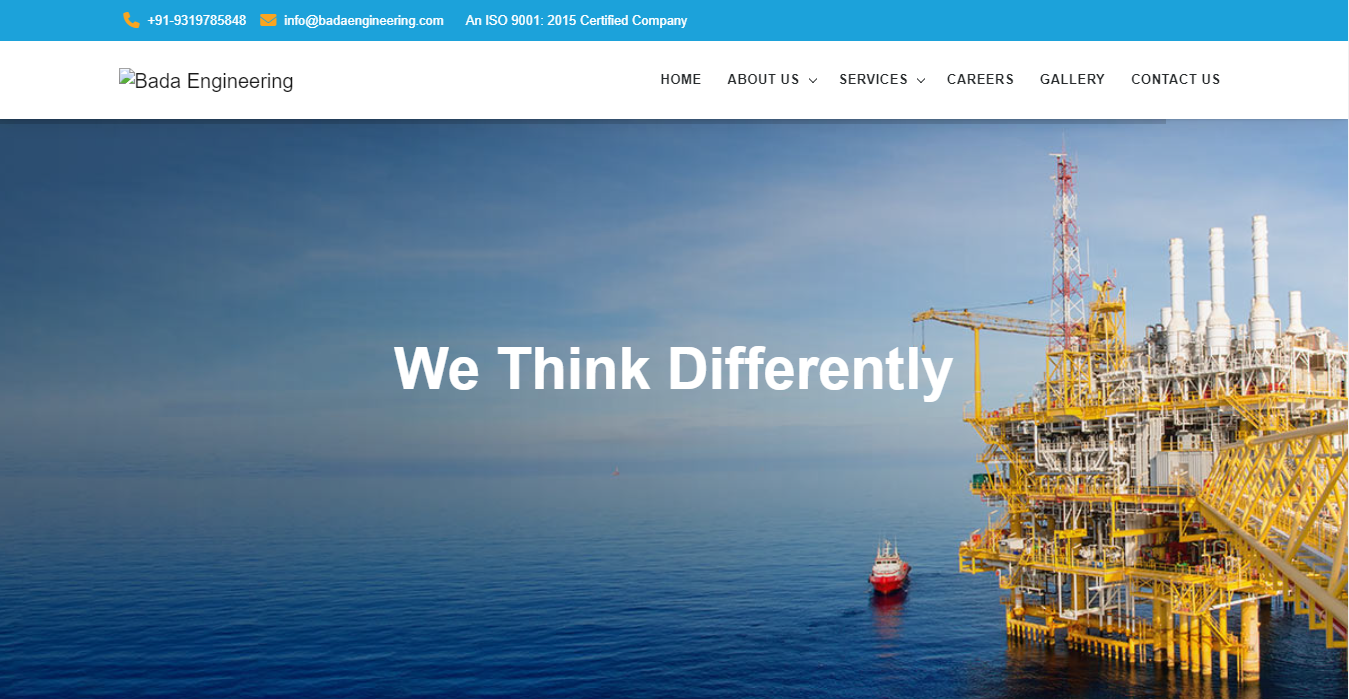 +91-9319785848 info@badaengineering.com An ISO 9001: 2015 Certified Company
Bada Engineering HOME ABOUT US SERVICES CAREERS GALLERY CONTACT US
We Think Differently